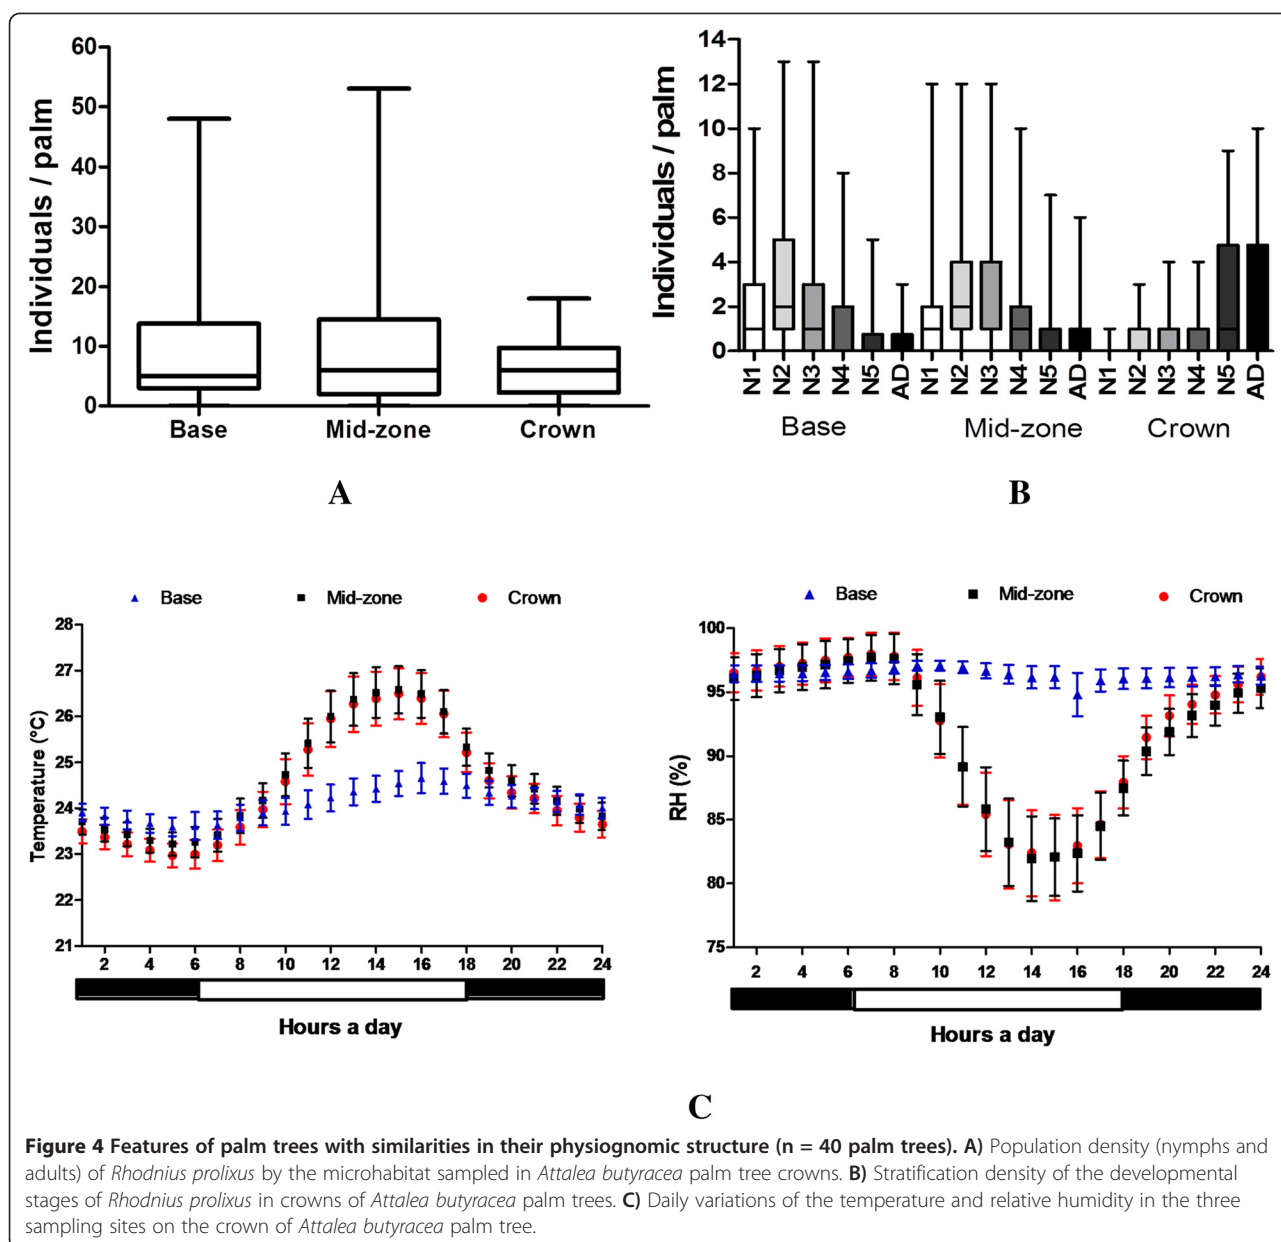 Individuals / palm
60
50
40
30
20
10
0
Base Mid-zone Crown
A
Individuals / palm
14
12
10
8
6
4
2
0
N1 N2 N3 N4 N5 AD N1 N2 N3 N4 N5 AD N1 N2 N3 N4 N5 AD
Base Mid-zone Crown
B
Base Mid-zone Crown
Temperature (°C)
28
27
26
25
24
23
22
21
2 4 6 8 10 12 14 16 18 20 22 24
Hours a day
Base Mid-zone Crown
RH (%)
100
95
90
85
80
75
2 4 6 8 10 12 14 16 18 20 22 24
Hours a day
C
Figure 4 Features of palm trees with similarities in their physiognomic structure (n = 40 palm trees). A) Population density (nymphs and
adults) of Rhodnius prolixus by the microhabitat sampled in Attalea butyracea palm tree crowns. B) Stratification density of the developmental
stages of Rhodnius prolixus in crowns of Attalea butyracea palm trees. C) Daily variations of the temperature and relative humidity in the three
sampling sites on the crown of Attalea butyracea palm tree.